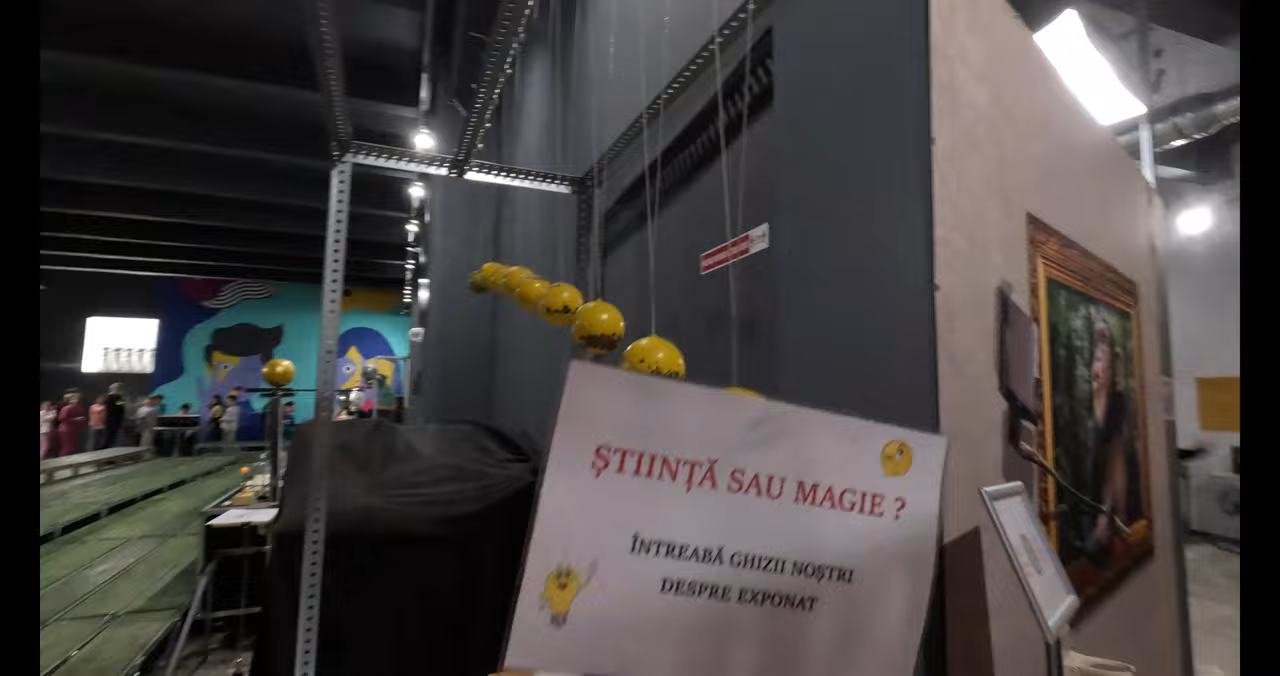 ȘTIINȚĂ SAU MAGIE ?
ÎNTREABĂ GHIZII NOȘTRI
DESPRE EXPONAT